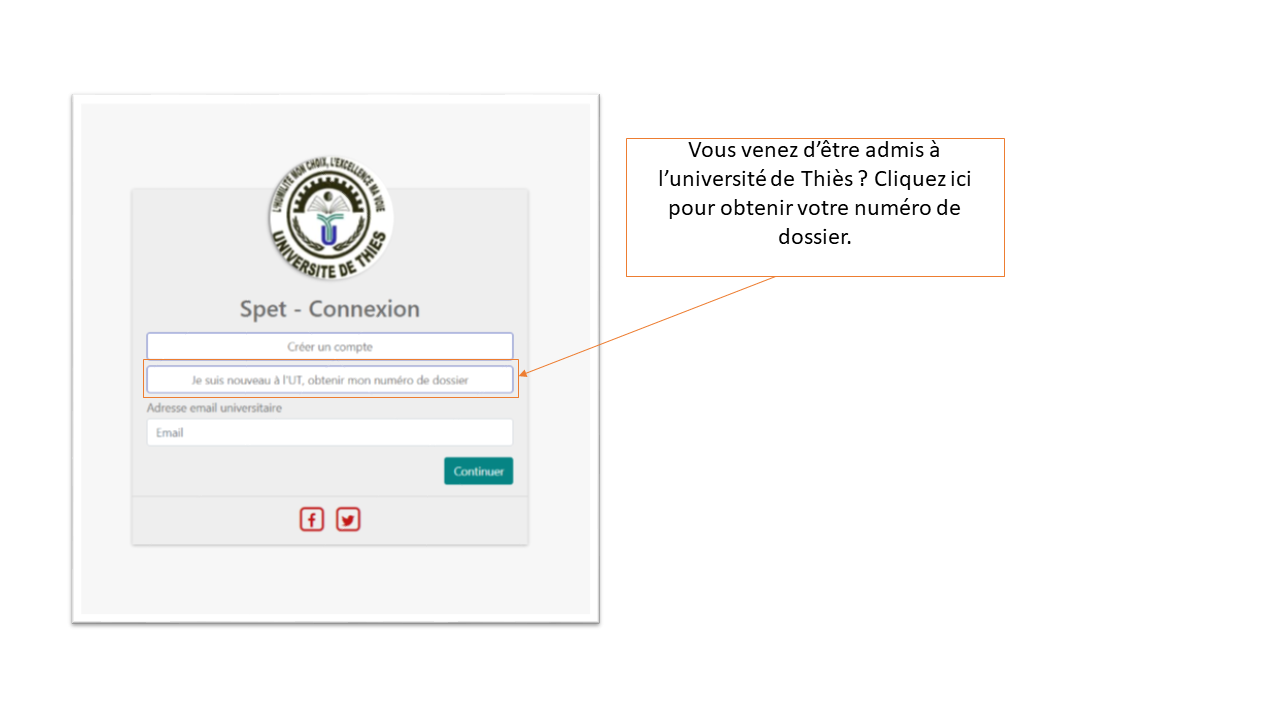 L'HUMILITE MON CHOIX, L'EXCELLENCE MA VOIE
UNIVERSITE DE THIES
Spet - Connexion
Créer un compte
Je suis nouveau à l'UT, obtenir mon numéro de dossier
Adresse email universitaire
Email
Continuer
Vous venez d’être admis à
l’université de Thiès ? Cliquez ici
pour obtenir votre numéro de
dossier.